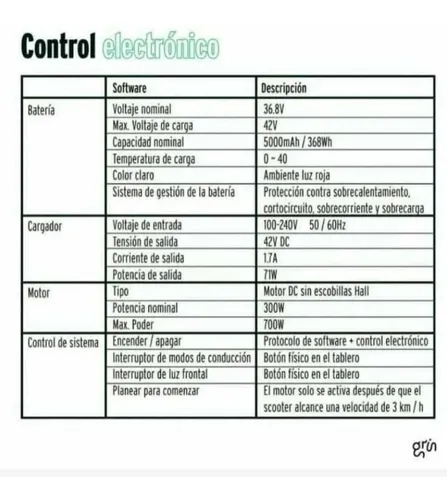 Control electrónico
Software Descripción
Batería Voltaje nominal 36.8V
Max. Voltaje de carga 42V
Capacidad nominal 5000mAh / 368Wh
Temperatura de carga 0 - 40
Color claro Ambiente luz roja
Sistema de gestión de la batería Protección contra sobrecalentamiento,
cortocircuito, sobrecorriente y sobrecarga
Cargador Voltaje de entrada 100-240V 50 / 60Hz
Tensión de salida 42V DC
Corriente de salida 1.7A
Potencia de salida 71W
Motor Tipo Motor DC sin escobillas Hall
Potencia nominal 300W
Max. Poder 700W
Control de sistema Encender / apagar Protocolo de software + control electrónico
Interruptor de modos de conducción Botón físico en el tablero
Interruptor de luz frontal Botón físico en el tablero
Planear para comenzar El motor solo se activa después de que el
scooter alcance una velocidad de 3 km / h
grin